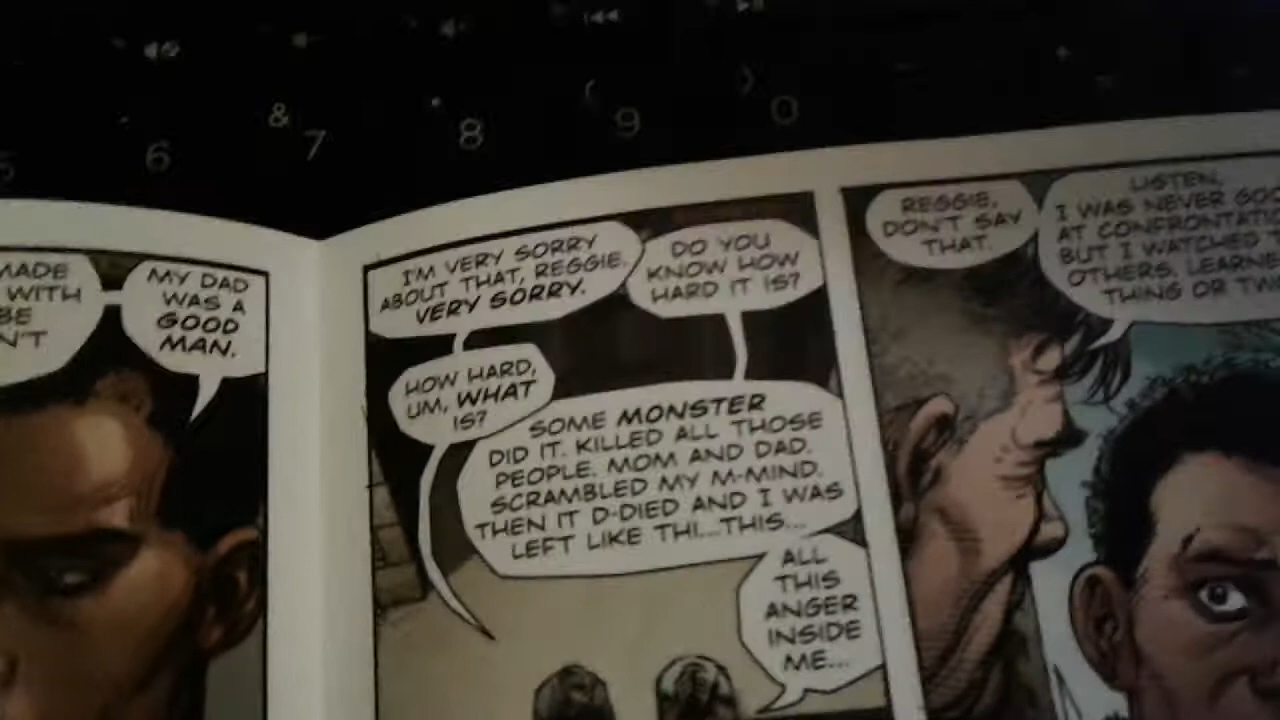 5
6
&
7
8
(
9
)
0
MADE
WITH
BE
N'T
MY DAD
WAS A
GOOD
MAN.
I'M VERY SORRY
ABOUT THAT, REGGIE.
VERY SORRY.
DO YOU
KNOW HOW
HARD IT IS?
HOW HARD,
UM, WHAT
IS?
SOME MONSTER
DID IT. KILLED ALL THOSE
PEOPLE. MOM AND DAD.
SCRAMBLED MY M-MIND.
THEN IT D-DIED AND I WAS
LEFT LIKE THI...THIS...
ALL
THIS
ANGER
INSIDE
ME...
REGGIE,
DON'T SAY
THAT.
LISTEN,
I WAS NEVER
AT
BUT I WATCHED
OTHERS.
THING OR